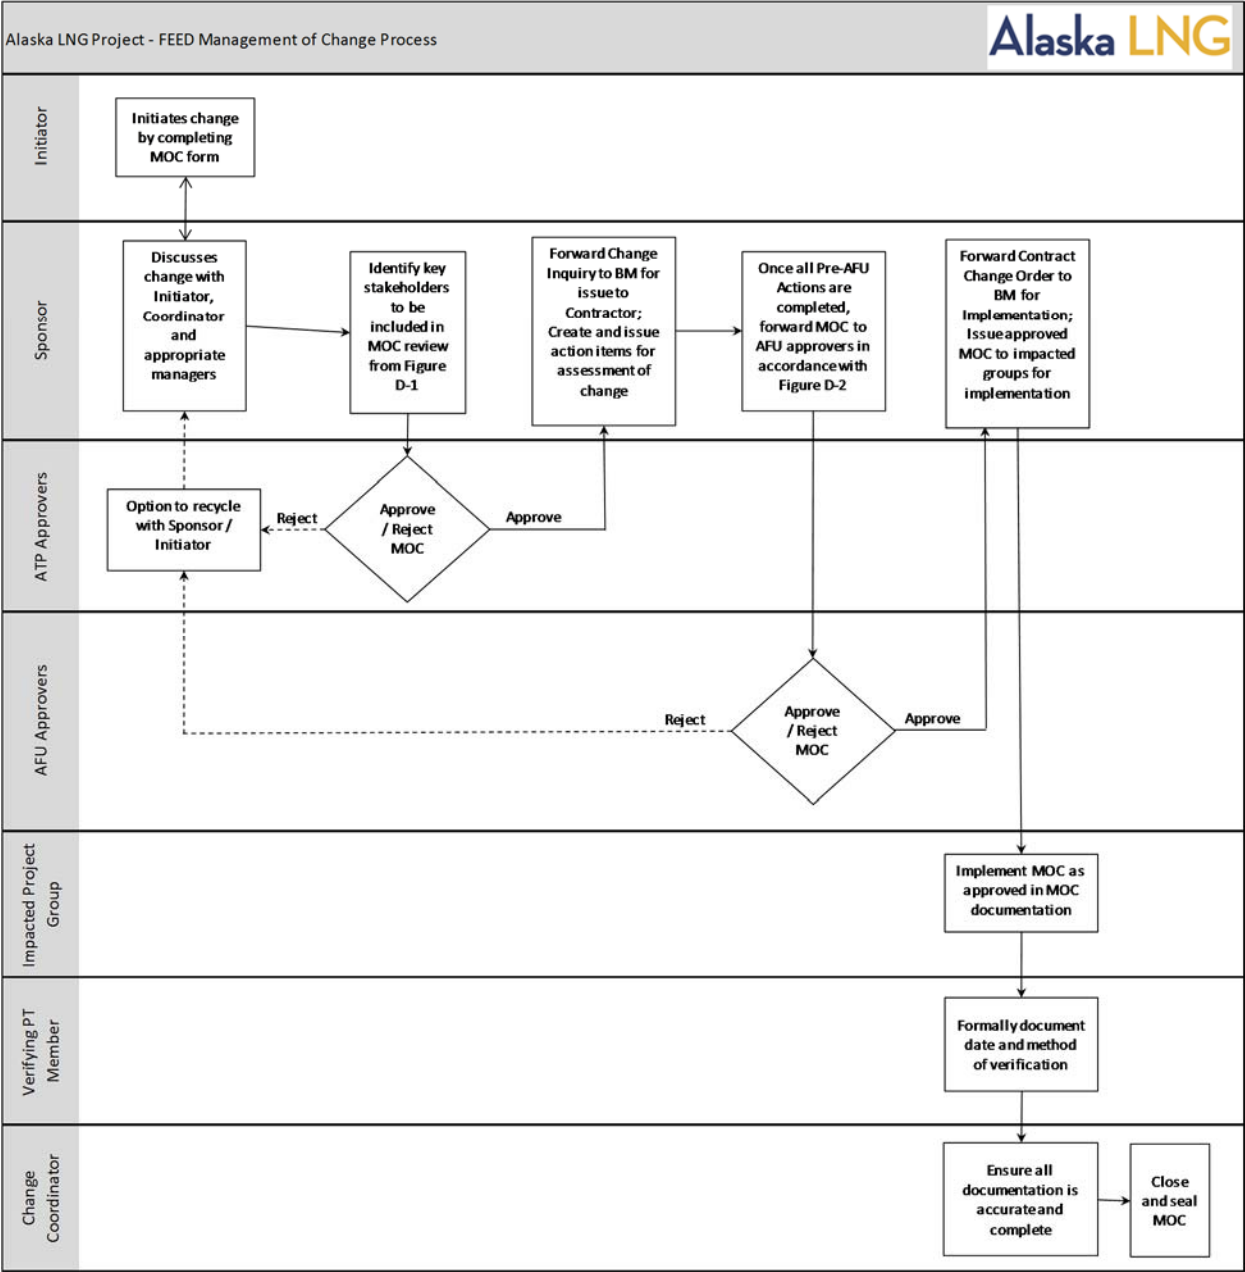 Alaska LNG Project - FEED Management of Change Process
Alaska LNG
Initiator
Initiates change
by completing
MOC form
Sponsor
Discusses
change with
Initiator,
Coordinator
and
appropriate
managers
Identify key
stakeholders
to be
included in
MOC review
from Figure
D-1
Forward Change
Inquiry to BM for
issue to
Contractor;
Create and issue
action items for
assessment of
change
Once all Pre-AFU
Actions are
completed,
forward MOC to
AFU approvers in
accordance with
Figure D-2
Forward Contract
Change Order to
BM for
Implementation;
Issue approved
MOC to impacted
groups for
implementation
ATP Approvers
Option to recycle
with Sponsor /
Initiator
Reject
Approve
/ Reject
MOC
Approve
AFU Approvers
Reject
Approve
/ Reject
MOC
Approve
Impacted Project
Group
Implement MOC as
approved in MOC
documentation
Verifying PT
Member
Formally document
date and method
of verification
Change
Coordinator
Ensure all
documentation is
accurate and
complete
Close
and seal
MOC